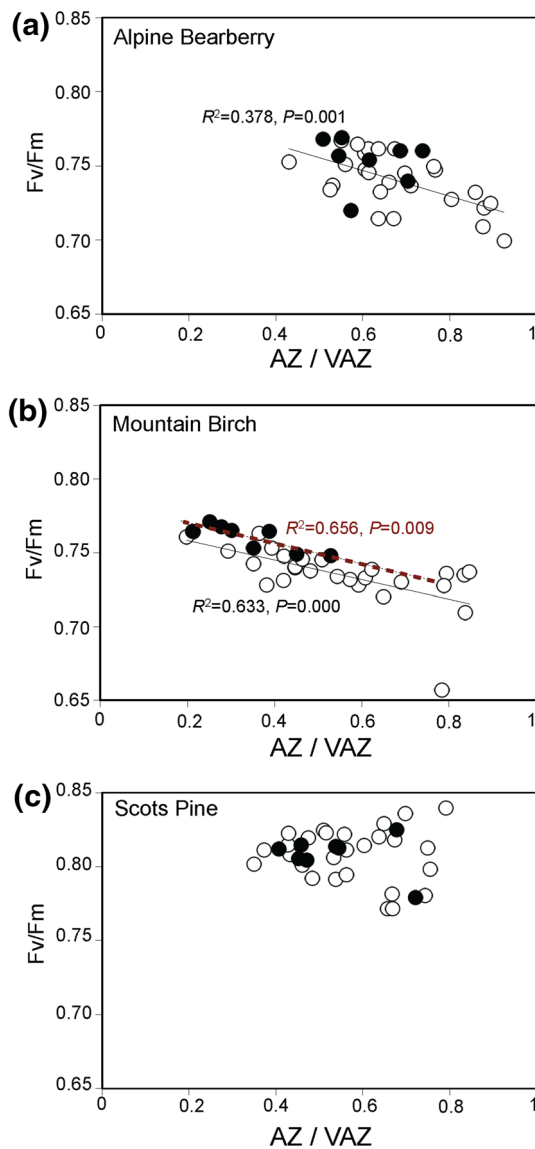 (a)
0.85
Alpine Bearberry
0.80
R²=0.378, P=0.001
Fv/Fm
0.75
0.70
0.65
0 0.2 0.4 0.6 0.8 1
AZ / VAZ
(b)
0.85
Mountain Birch
0.80
R²=0.656, P=0.009
Fv/Fm
0.75
R²=0.633, P=0.000
0.70
0.65
0 0.2 0.4 0.6 0.8 1
AZ / VAZ
(c)
0.85
Scots Pine
0.80
Fv/Fm
0.75
0.70
0.65
0 0.2 0.4 0.6 0.8 1
AZ / VAZ